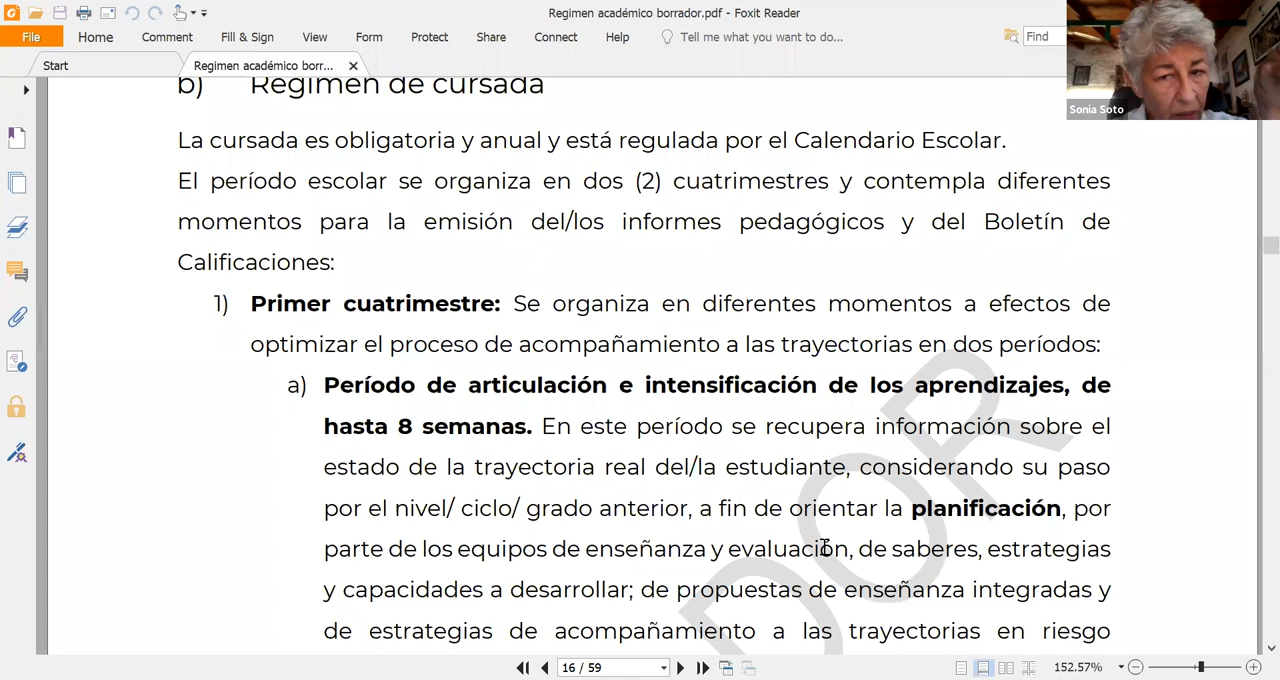 Regimen académico borrador.pdf - Foxit Reader
File Home Comment Fill & Sign View Form Protect Share Connect Help Tell me what you want to do... Find
Start Regimen académico borr...
Sonia Soto
b) Régimen de cursada
La cursada es obligatoria y anual y está regulada por el Calendario Escolar.
El período escolar se organiza en dos (2) cuatrimestres y contempla diferentes
momentos para la emisión del/los informes pedagógicos y del Boletín de
Calificaciones:
1) Primer cuatrimestre: Se organiza en diferentes momentos a efectos de
optimizar el proceso de acompañamiento a las trayectorias en dos períodos:
a) Período de articulación e intensificación de los aprendizajes, de
hasta 8 semanas. En este período se recupera información sobre el
estado de la trayectoria real del/la estudiante, considerando su paso
por el nivel/ ciclo/ grado anterior, a fin de orientar la planificación, por
parte de los equipos de enseñanza y evaluación, de saberes, estrategias
y capacidades a desarrollar; de propuestas de enseñanza integradas y
de estrategias de acompañamiento a las trayectorias en riesgo
DOR
16 / 59
152.57%